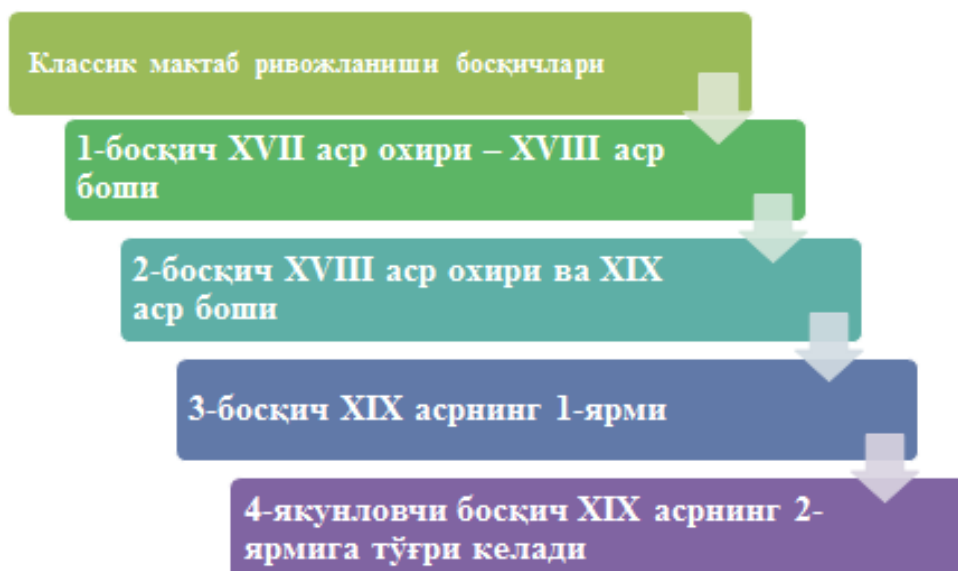 Классик мактаб ривожланиши босқичлари
1-босқич XVII аср охири – XVIII аср
боши
2-босқич XVIII аср охири ва XIX
аср боши
3-босқич XIX асрнинг 1-ярми
4-якунловчи босқич XIX асрнинг 2-
ярмига тўғри келади